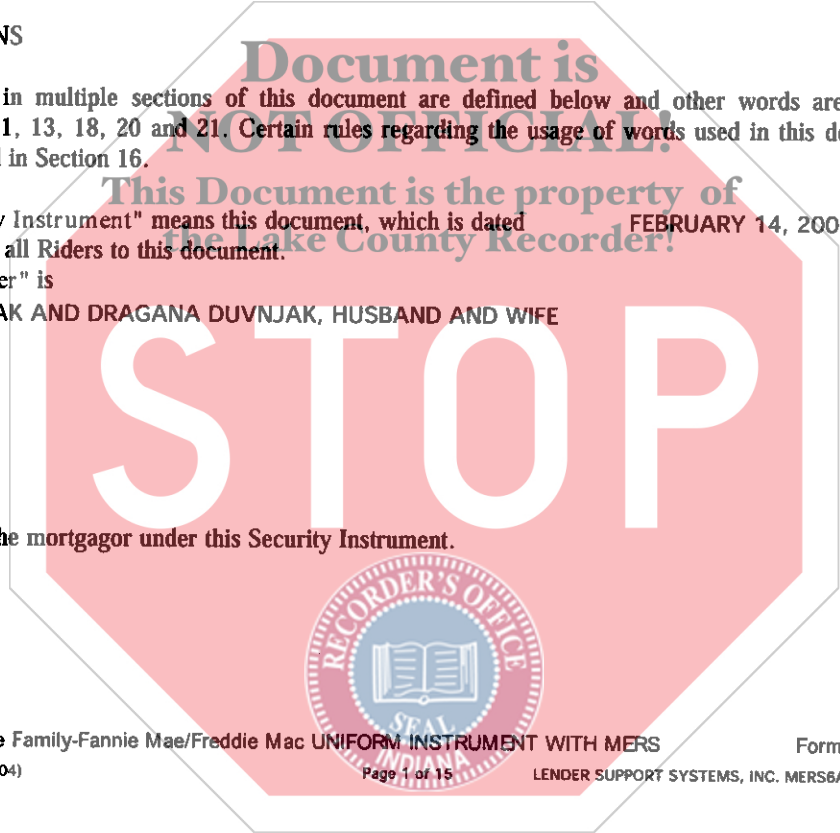 NS
Document is
in multiple sections of this document are defined below and other words are
1, 13, 18, 20 and 21. Certain rules regarding the usage of words used in this d
NOT OFFICIAL!
in Section 16.
This Document is the property of
Instrument" means this document, which is dated FEBRUARY 14, 200
the Lake County Recorder!
all Riders to this document.
er" is
AK AND DRAGANA DUVNJAK, HUSBAND AND WIFE
STOP
he mortgagor under this Security Instrument.
RECORDER'S OFFICE
SEAL
INDIANA
e Family-Fannie Mae/Freddie Mac UNIFORM INSTRUMENT WITH MERS Form
04) Page 1 of 15 LENDER SUPPORT SYSTEMS, INC. MERS6A